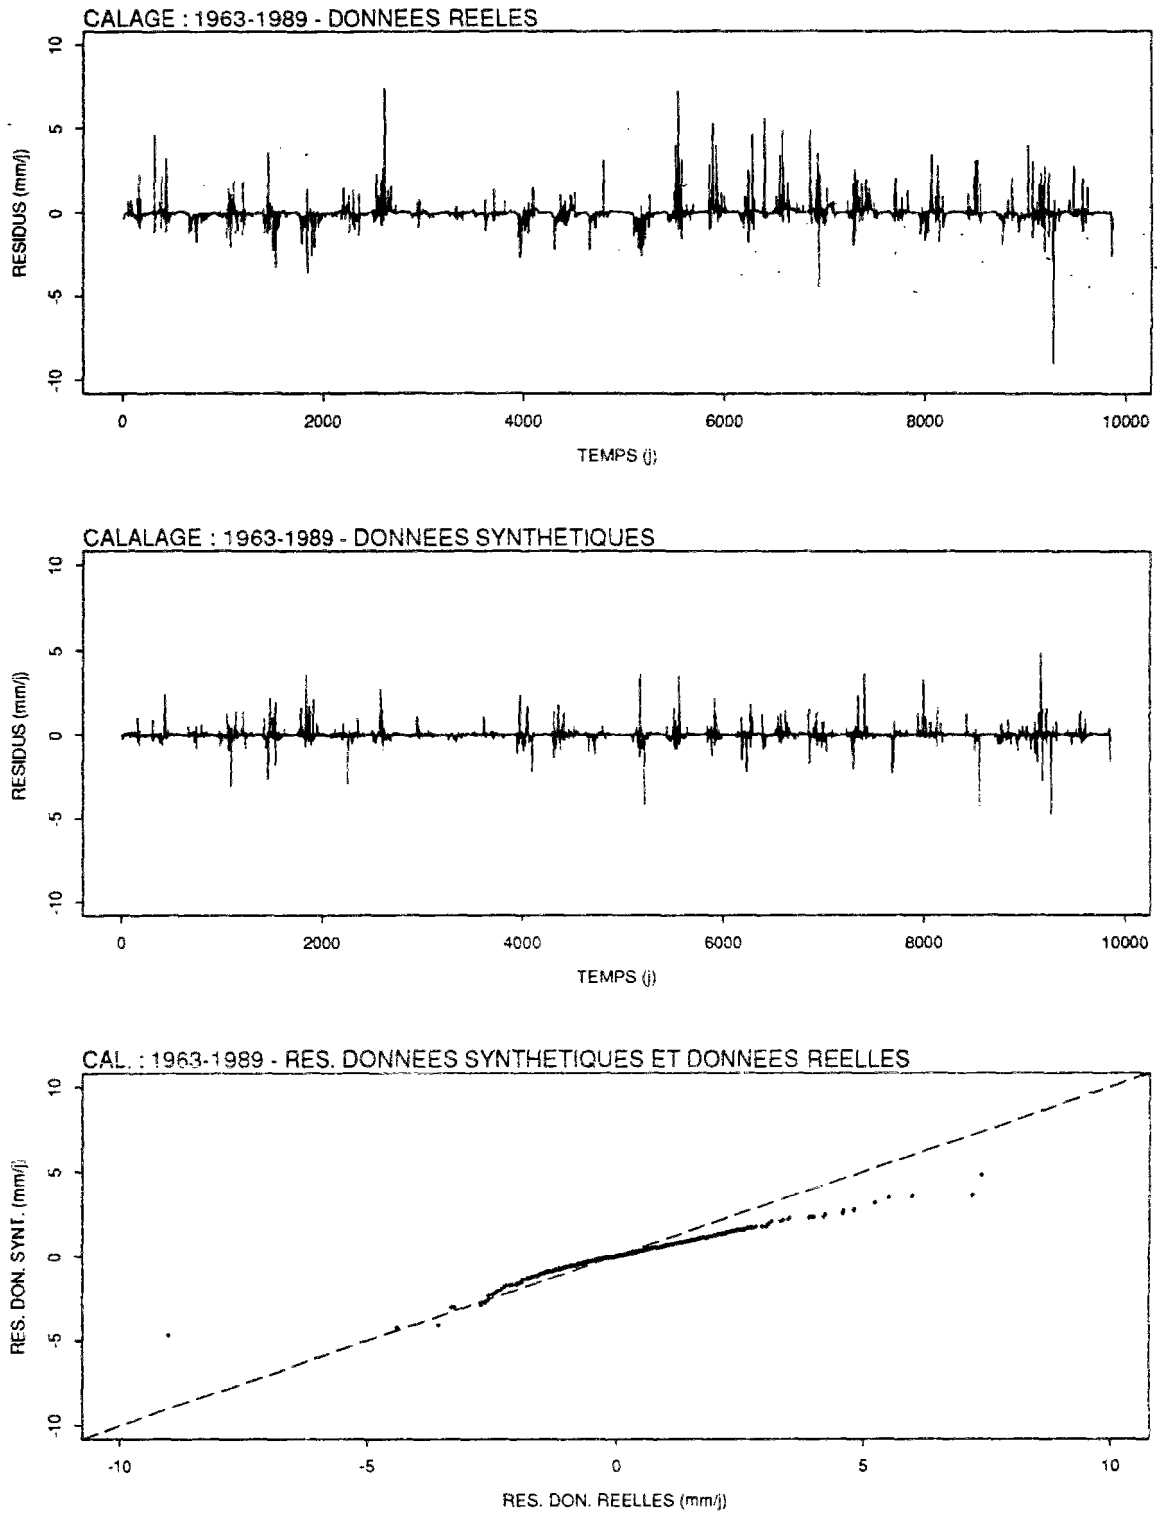 CALAGE : 1963-1989 - DONNEES REELES
10
5
0
-5
-10
RESIDUS (mm/j)
0 2000 4000 6000 8000 10000
TEMPS (j)
CALALAGE : 1963-1989 - DONNEES SYNTHETIQUES
10
5
0
-5
-10
RESIDUS (mm/j)
0 2000 4000 6000 8000 10000
TEMPS (j)
CAL. : 1963-1989 - RES. DONNEES SYNTHETIQUES ET DONNEES REELLES
10
5
0
-5
-10
RES. DON. SYNT. (mm/j)
-10 -5 0 5 10
RES. DON. REELLES (mm/j)